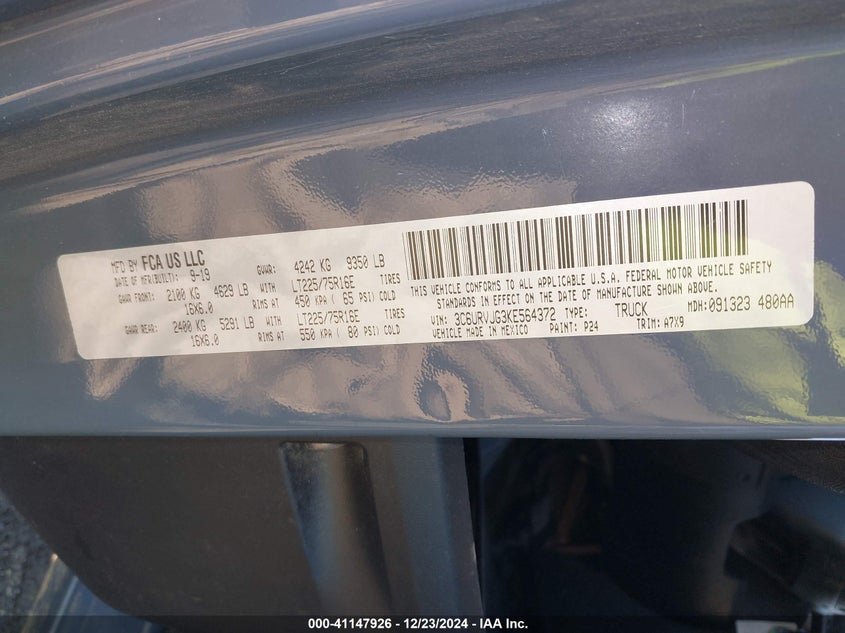 MFD BY FCA US LLC
DATE OF MFR(BUILT): 9-19 GVWR: 4242 KG 9350 LB
GAWR FRONT: 2100 KG 4629 LB WITH LT225/75R16E TIRES
16X6.0 RIMS AT 450 KPA( 65 PSI) COLD
GAWR REAR: 2400 KG 5291 LB WITH LT225/75R16E TIRES
16X6.0 RIMS AT 550 KPA( 80 PSI) COLD
THIS VEHICLE CONFORMS TO ALL APPLICABLE U.S.A. FEDERAL MOTOR VEHICLE SAFETY
STANDARDS IN EFFECT ON THE DATE OF MANUFACTURE SHOWN ABOVE.
VIN: 3C6URVJG3KE564372 TYPE: TRUCK MDH: 091323 480AA
VEHICLE MADE IN MEXICO PAINT: P24 TRIM: A7X9
000-41147926 - 12/23/2024 - IAA Inc.